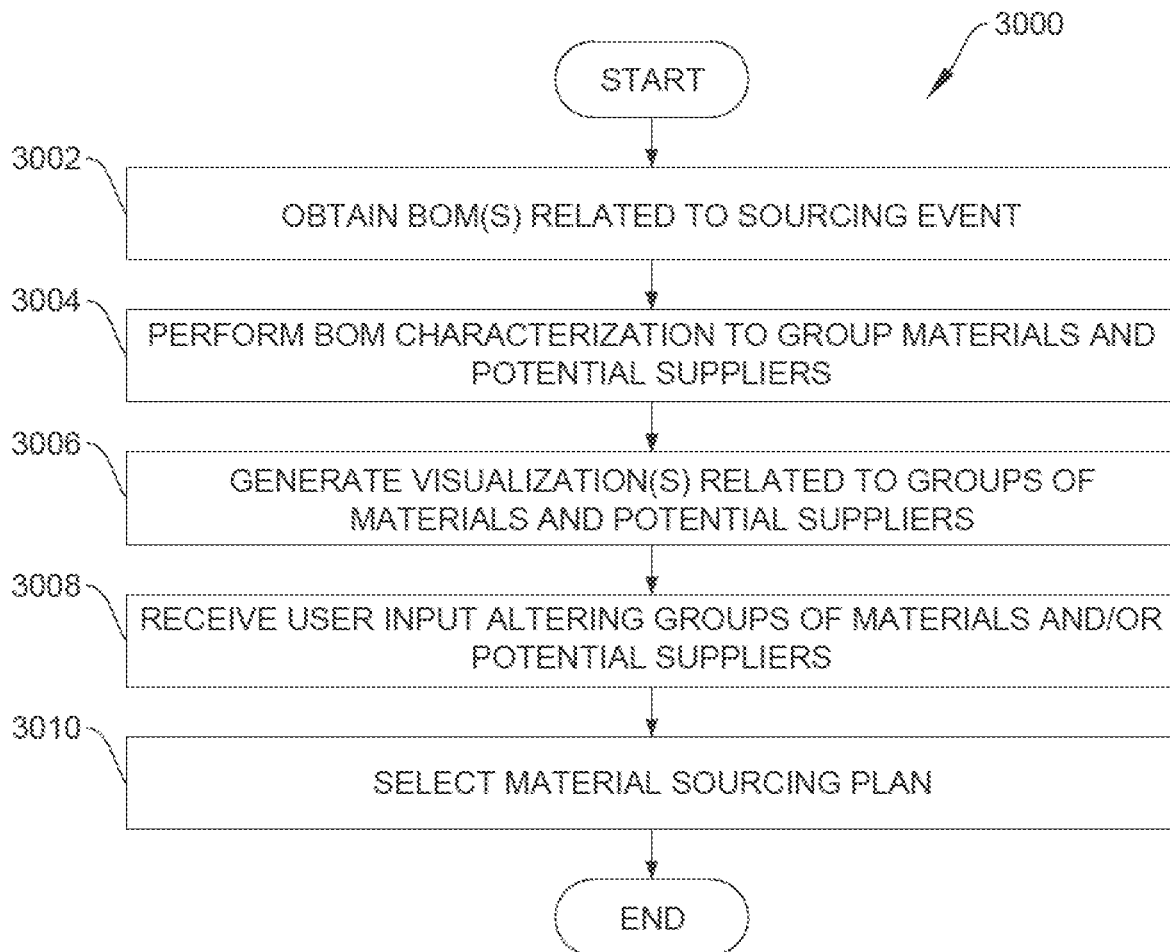 3000
START
3002
OBTAIN BOM(S) RELATED TO SOURCING EVENT
3004
PERFORM BOM CHARACTERIZATION TO GROUP MATERIALS AND
POTENTIAL SUPPLIERS
3006
GENERATE VISUALIZATION(S) RELATED TO GROUPS OF
MATERIALS AND POTENTIAL SUPPLIERS
3008
RECEIVE USER INPUT ALTERING GROUPS OF MATERIALS AND/OR
POTENTIAL SUPPLIERS
3010
SELECT MATERIAL SOURCING PLAN
END